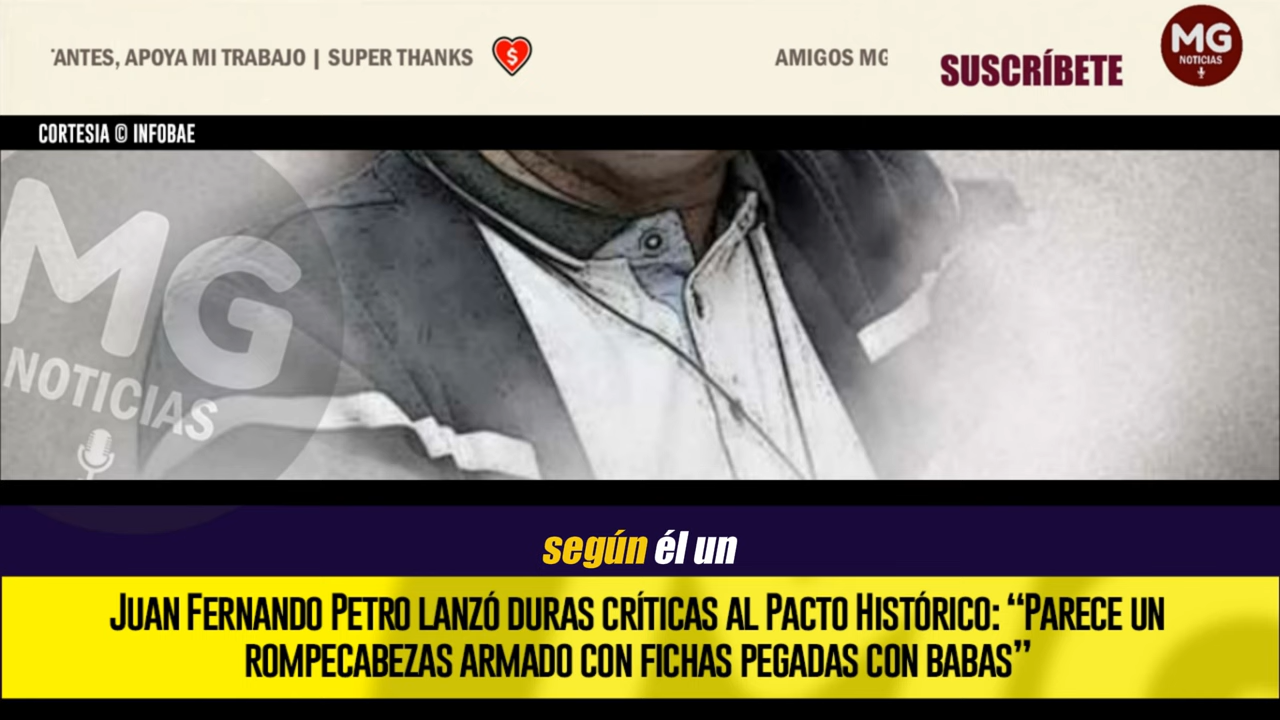 'ANTES, APOYA MI TRABAJO | SUPER THANKS
AMIGOS MG
SUSCRÍBETE
MG
NOTICIAS
CORTESIA © INFOBAE
MG
NOTICIAS
según él un
JUAN FERNANDO PETRO LANZÓ DURAS CRÍTICAS AL PACTO HISTÓRICO: “PARECE UN
ROMPECABEZAS ARMADO CON FICHAS PEGADAS CON BABAS”